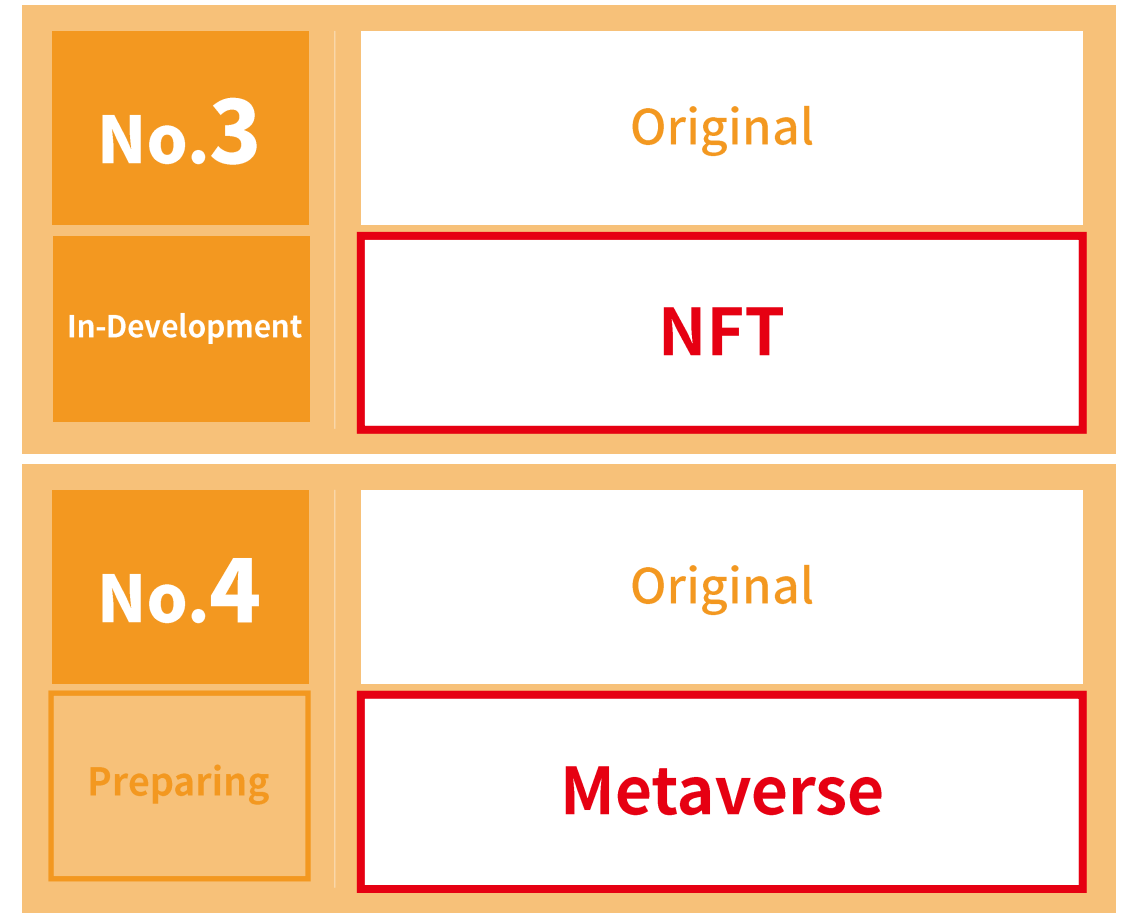 No.3
Original
In-Development
NFT
No.4
Original
Preparing
Metaverse